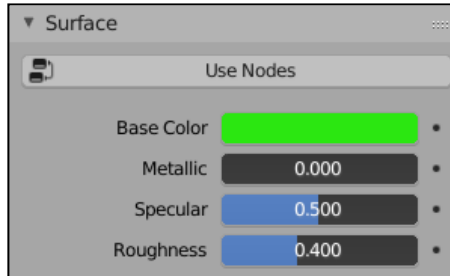 Surface
Use Nodes
Base Color
Metallic 0.000
Specular 0.500
Roughness 0.400